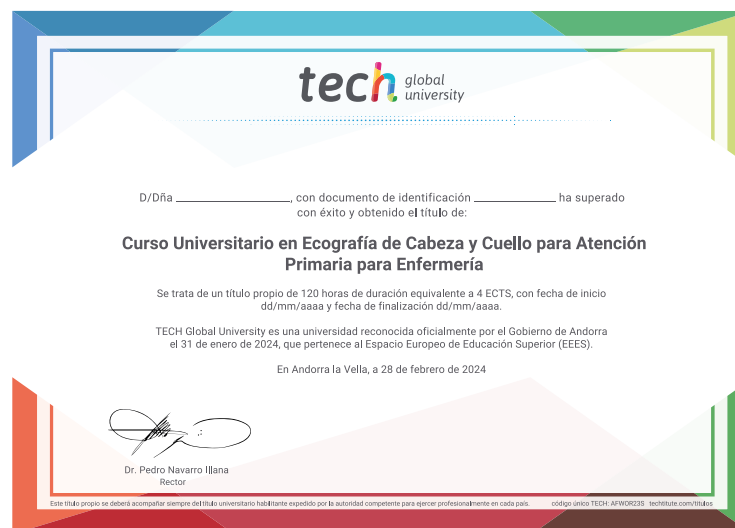 tech global university
D/Dña ____________, con documento de identificación ____________ ha superado
con éxito y obtenido el título de:
Curso Universitario en Ecografía de Cabeza y Cuello para Atención
Primaria para Enfermería
Se trata de un título propio de 120 horas de duración equivalente a 4 ECTS, con fecha de inicio
dd/mm/aaaa y fecha de finalización dd/mm/aaaa.
TECH Global University es una universidad reconocida oficialmente por el Gobierno de Andorra
el 31 de enero de 2024, que pertenece al Espacio Europeo de Educación Superior (EEES).
En Andorra la Vella, a 28 de febrero de 2024
Dr. Pedro Navarro Illana
Rector
Este título propio se deberá acompañar siempre del título universitario habilitante expedido por la autoridad competente para ejercer profesionalmente en cada país. código único TECH: AFWOR23S techtitute.com/titulos